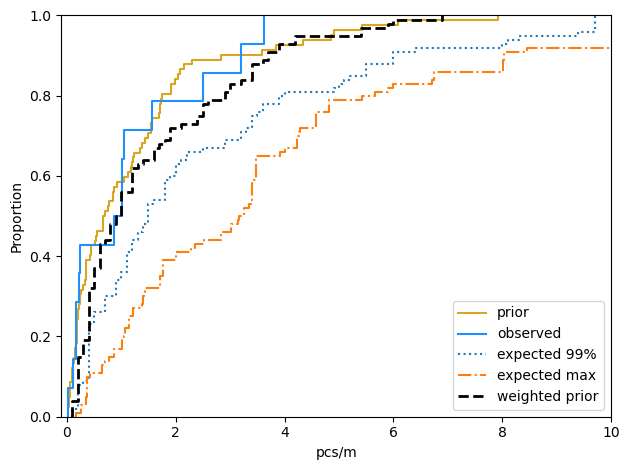 1.0
0.8
0.6
0.4
0.2
0.0
Proportion
0
2
4
6
8
10
pcs/m
prior
observed
expected 99%
expected max
weighted prior